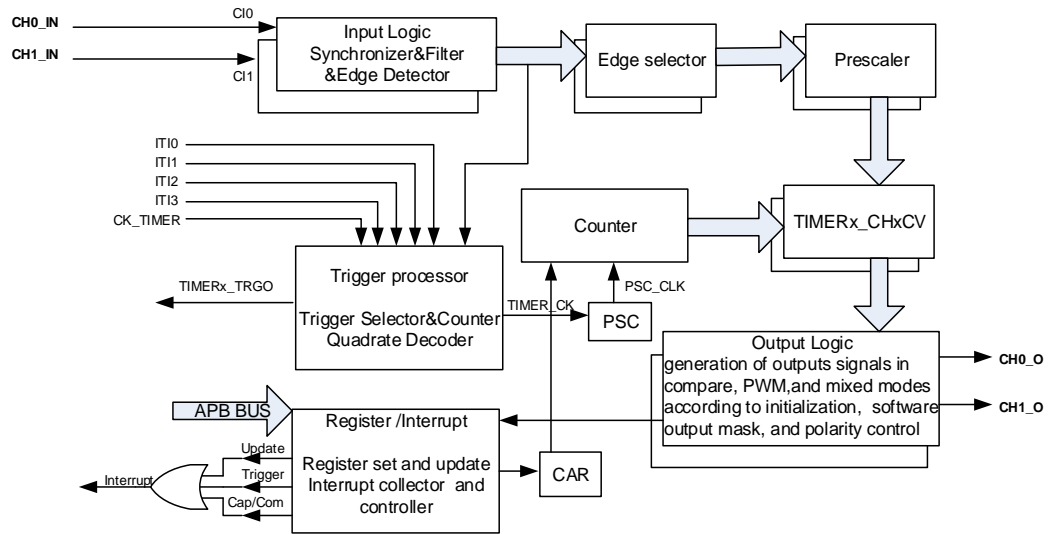 CH0_IN
CI0
CH1_IN
CI1
Input Logic
Synchronizer&Filter
&Edge Detector
Edge selector
Prescaler
ITI0
ITI1
ITI2
ITI3
CK_TIMER
Counter
TIMERx_CHxCV
Trigger processor
Trigger Selector&Counter
Quadrate Decoder
TIMERx_TRGO
TIMER_CK
PSC_CLK
PSC
Output Logic
generation of outputs signals in
compare, PWM,and mixed modes
according to initialization, software
output mask, and polarity control
CH0_O
CH1_O
APB BUS
Register /Interrupt
Register set and update
Interrupt collector and
controller
CAR
Update
Trigger
Cap/Com
Interrupt